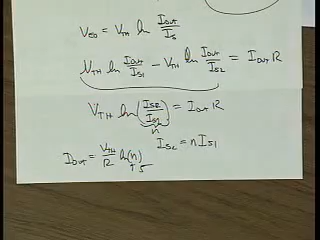 V_EB = V_TH ln I_OUT/I_S
V_TH ln I_OUT/I_S1 − V_TH ln I_OUT/I_S2 = I_OUT R
V_TH ln(I_S2/I_S1) = I_OUT R
n
I_OUT = V_TH/R ln(n) I_S2 = n I_S1